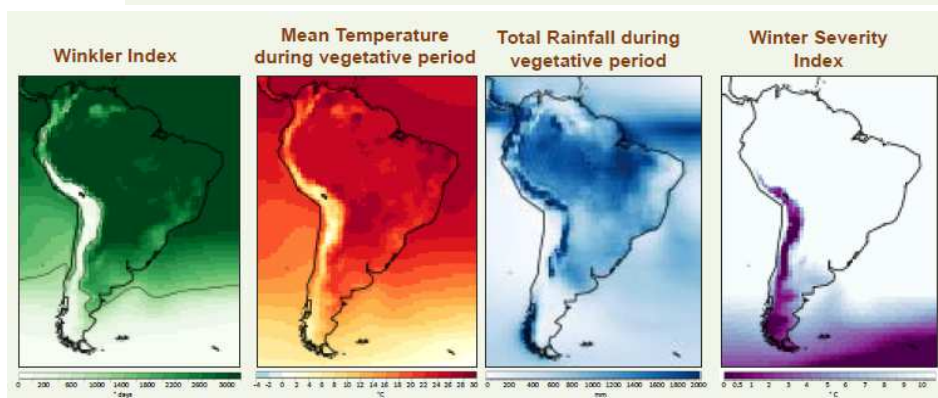 Winkler Index
Mean Temperature
during vegetative period
Total Rainfall during
vegetative period
Winter Severity
Index
0 200 600 1000 1400 1800 2200 2600 3000
° days
-4 -2 0 2 4 6 8 10 12 14 16 18 20 22 24 26 28 30
°C
0 200 400 600 800 1000 1200 1400 1600 1800 2000
mm
0 0.5 1 2 3 4 5 6 7 8 9 10
° C